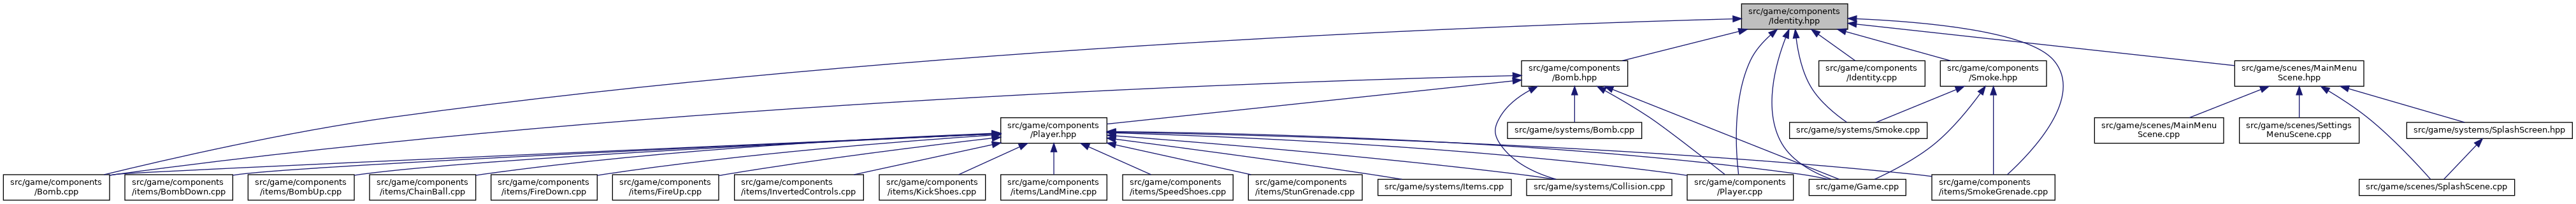 src/game/components
/Identity.hpp
src/game/components
/Bomb.hpp
src/game/components
/Identity.cpp
src/game/components
/Smoke.hpp
src/game/scenes/MainMenu
Scene.hpp
src/game/components
/Player.hpp
src/game/systems/Bomb.cpp
src/game/systems/Smoke.cpp
src/game/scenes/MainMenu
Scene.cpp
src/game/scenes/Settings
MenuScene.cpp
src/game/systems/SplashScreen.hpp
src/game/components
/Bomb.cpp
src/game/components
/items/BombDown.cpp
src/game/components
/items/BombUp.cpp
src/game/components
/items/ChainBall.cpp
src/game/components
/items/FireDown.cpp
src/game/components
/items/FireUp.cpp
src/game/components
/items/InvertedControls.cpp
src/game/components
/items/KickShoes.cpp
src/game/components
/items/LandMine.cpp
src/game/components
/items/SpeedShoes.cpp
src/game/components
/items/StunGrenade.cpp
src/game/systems/Items.cpp
src/game/systems/Collision.cpp
src/game/components
/Player.cpp
src/game/Game.cpp
src/game/components
/items/SmokeGrenade.cpp
src/game/scenes/SplashScene.cpp